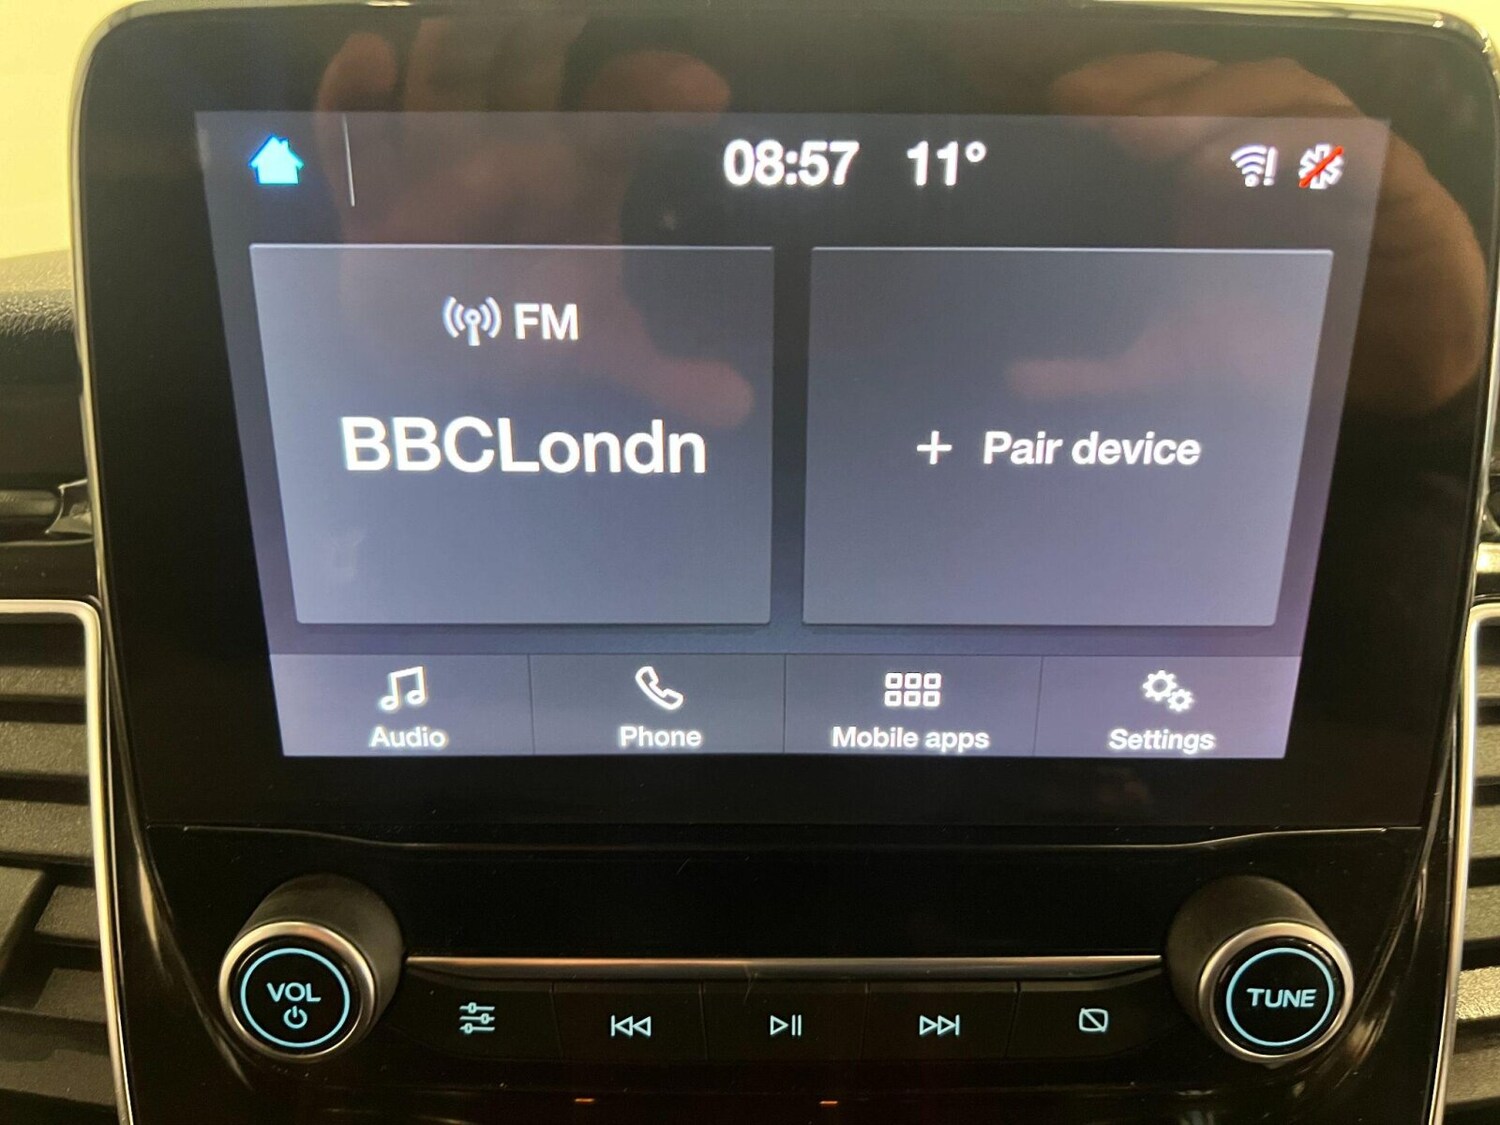 08:57 11°
FM
BBCLondn
+ Pair device
Audio
Phone
Mobile apps
Settings
VOL
TUNE